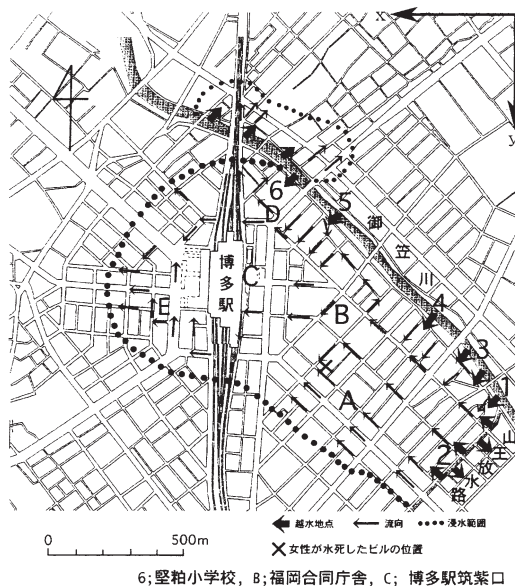 x
y
6
D
5
御
笠
川
博多駅
C
4
E
B
3
A
1
2
山
王
放
水
路
0 500m
越水地点 流向 浸水範囲
女性が水死したビルの位置
6;堅粕小学校, B;福岡合同庁舎, C; 博多駅筑紫口